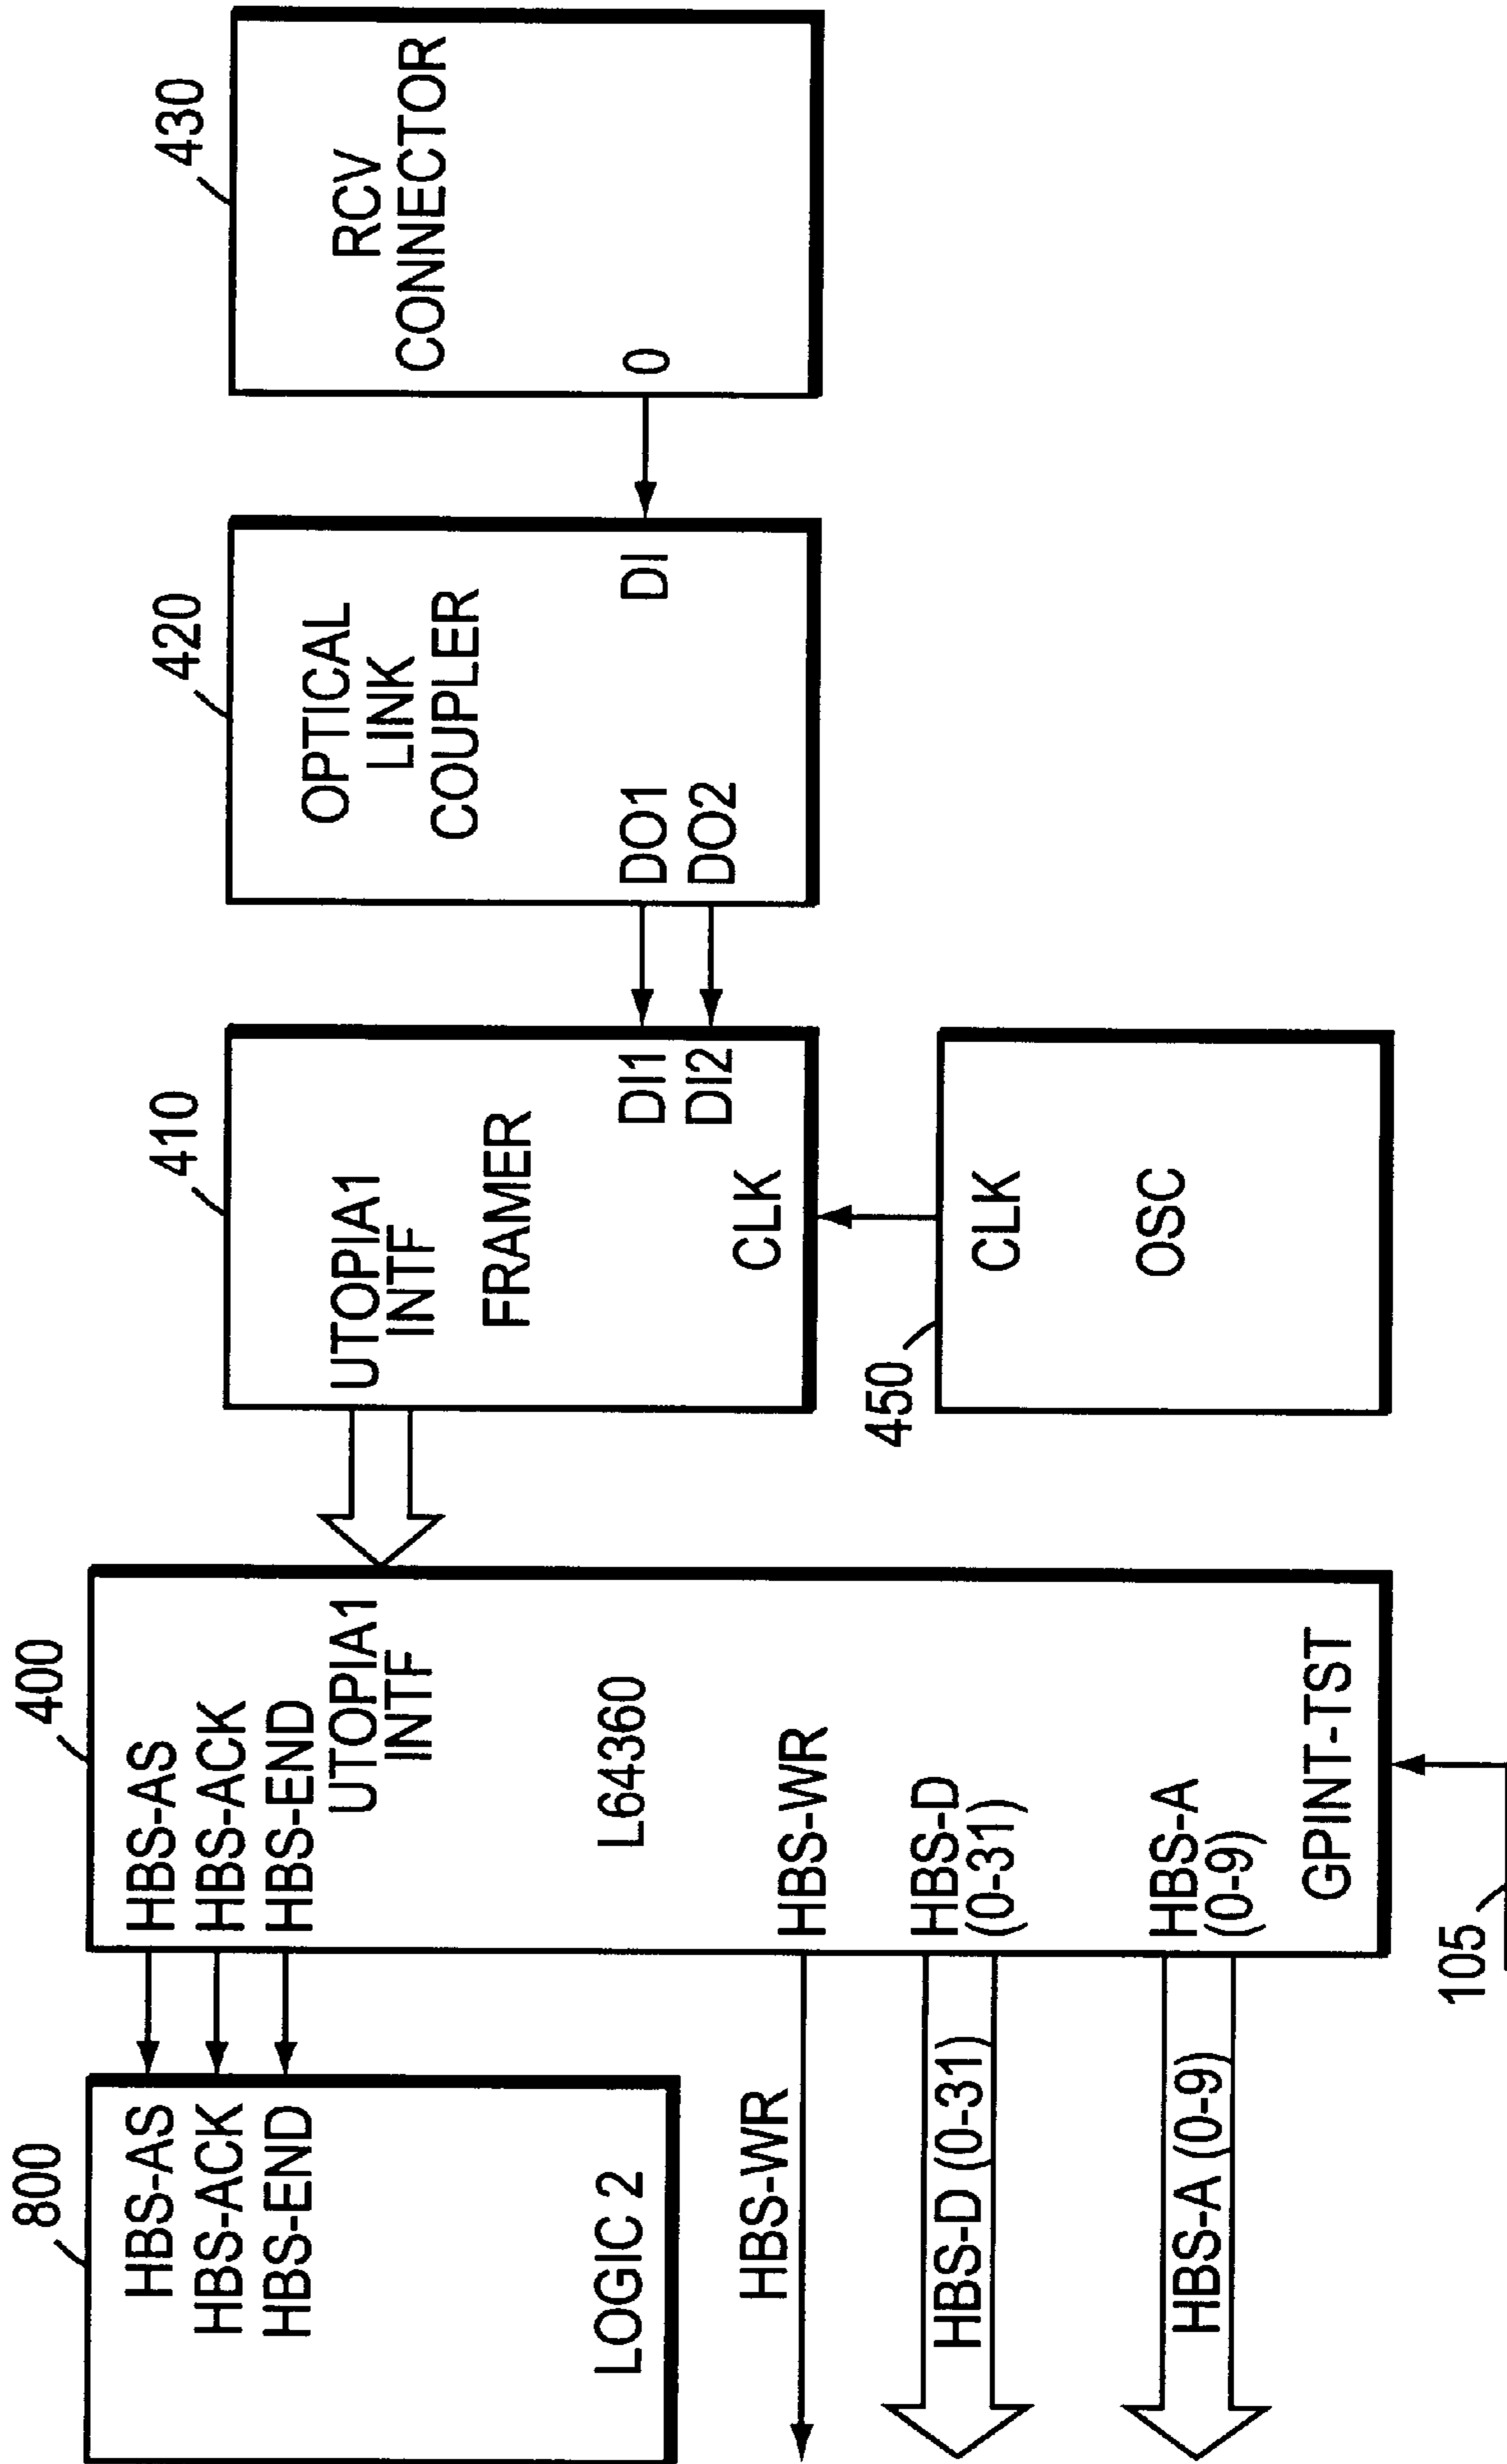 800
HBS-AS
HBS-ACK
HBS-END
LOGIC 2
HBS-WR
HBS-D (0-31)
HBS-A (0-9)
400
HBS-AS
HBS-ACK
HBS-END
UTOPIA1
INTF
L64360
HBS-WR
HBS-D
(0-31)
HBS-A
(0-9)
GPINT-TST
105
410
UTOPIA1
INTF
FRAMER
DI1
DI2
CLK
450
CLK
OSC
420
OPTICAL
LINK
COUPLER
DO1
DO2
DI
430
RCV
CONNECTOR
0